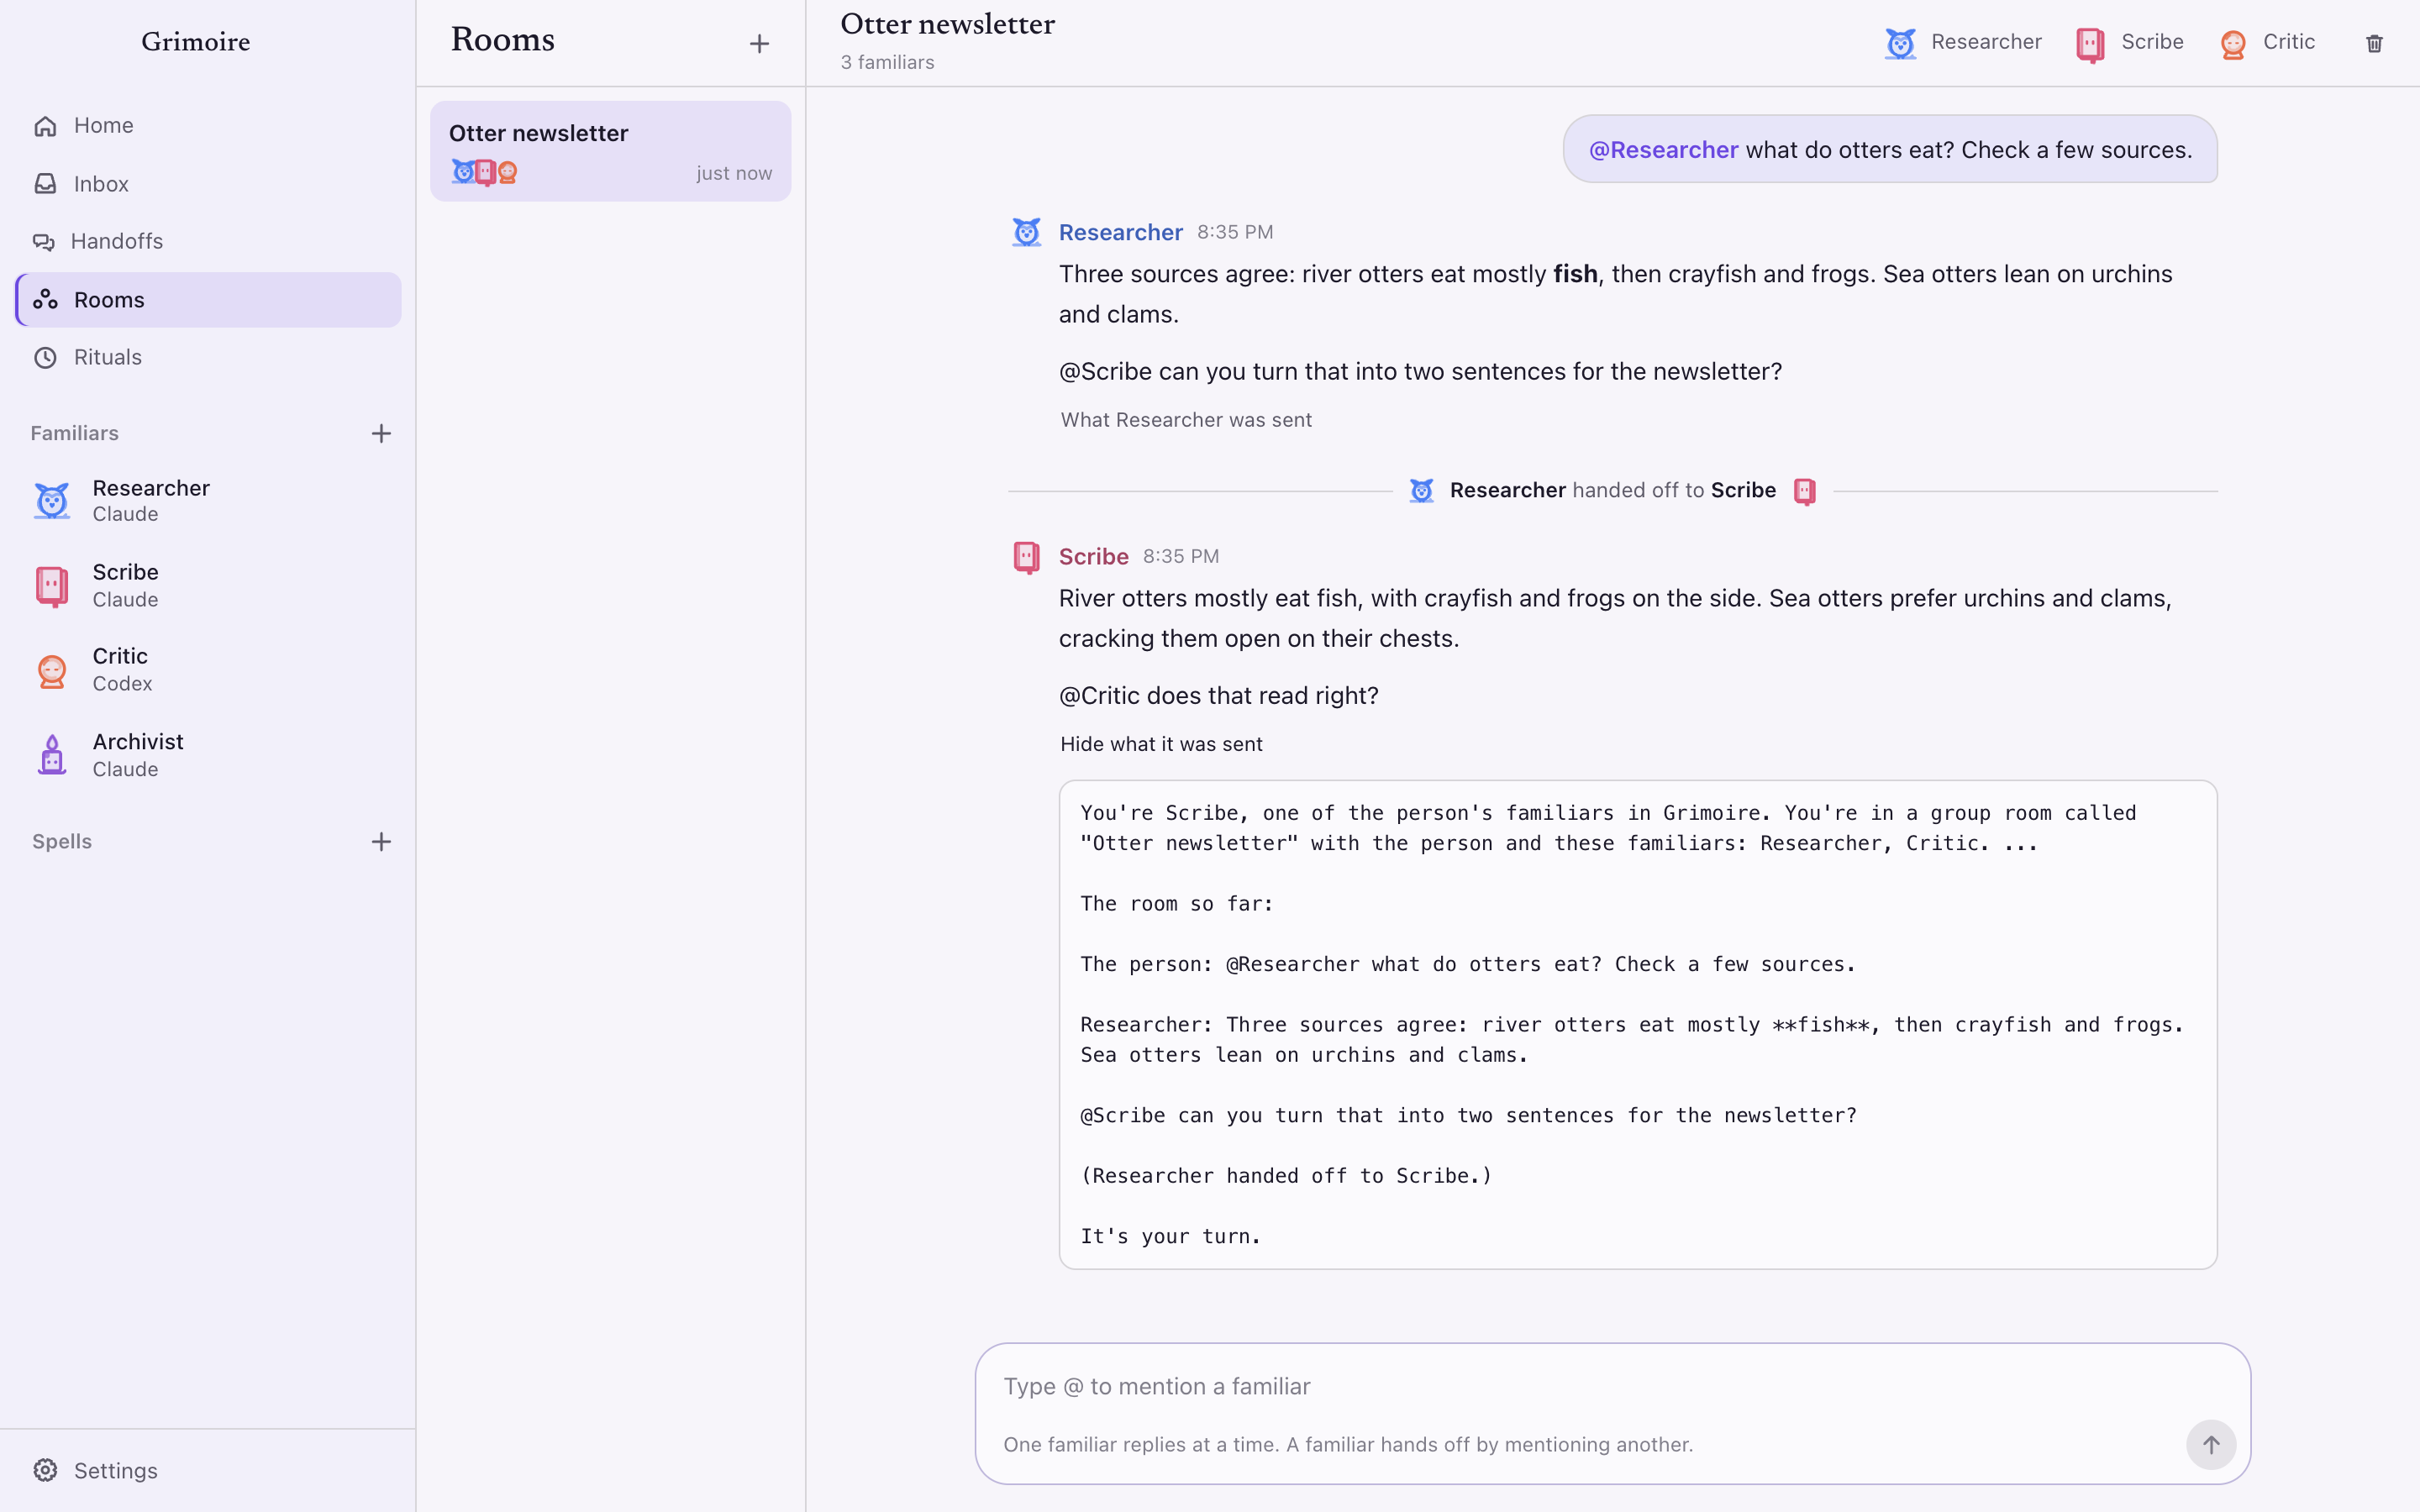 Grimoire
Home
Inbox
Handoffs
Rooms
Rituals
Familiars
Researcher
Claude
Scribe
Claude
Critic
Codex
Archivist
Claude
Spells
Settings
Rooms
Otter newsletter
just now
Otter newsletter
3 familiars
Researcher
Scribe
Critic
@Researcher what do otters eat? Check a few sources.
Researcher 8:35 PM
Three sources agree: river otters eat mostly fish, then crayfish and frogs. Sea otters lean on urchins
and clams.
@Scribe can you turn that into two sentences for the newsletter?
What Researcher was sent
Researcher handed off to Scribe
Scribe 8:35 PM
River otters mostly eat fish, with crayfish and frogs on the side. Sea otters prefer urchins and clams,
cracking them open on their chests.
@Critic does that read right?
Hide what it was sent
You're Scribe, one of the person's familiars in Grimoire. You're in a group room called
"Otter newsletter" with the person and these familiars: Researcher, Critic. ...
The room so far:
The person: @Researcher what do otters eat? Check a few sources.
Researcher: Three sources agree: river otters eat mostly **fish**, then crayfish and frogs.
Sea otters lean on urchins and clams.
@Scribe can you turn that into two sentences for the newsletter?
(Researcher handed off to Scribe.)
It's your turn.
Type @ to mention a familiar
One familiar replies at a time. A familiar hands off by mentioning another.